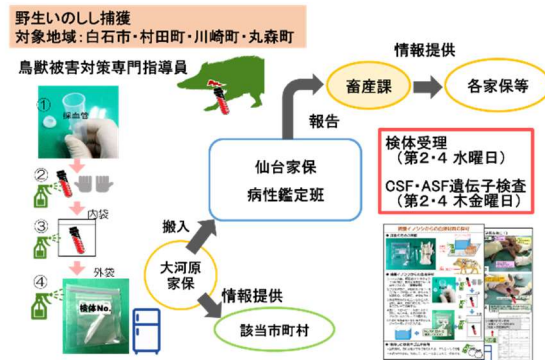 野生いのしし捕獲
対象地域：白石市・村田町・川崎町・丸森町
鳥獣被害対策専門指導員
①
採血管
②
内袋
③
外袋
④
検体No.
搬入
大河原
家保
情報提供
該当市町村
仙台家保
病性鑑定班
報告
畜産課
情報提供
各家保等
検体受理
（第2・4 水曜日）
CSF・ASF遺伝子検査
（第2・4 木金曜日）